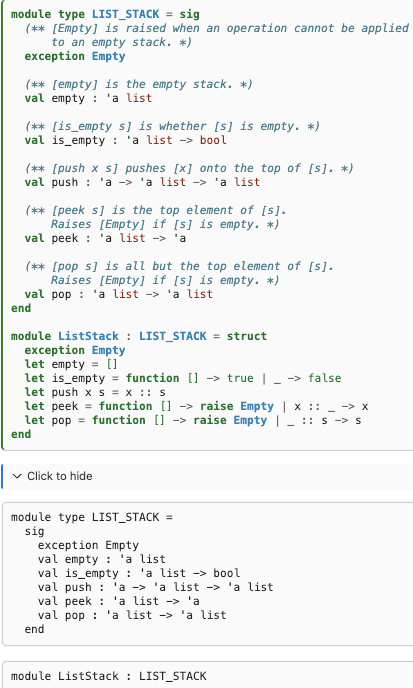 module type LIST_STACK = sig
  (** [Empty] is raised when an operation cannot be applied
      to an empty stack. *)
  exception Empty

  (** [empty] is the empty stack. *)
  val empty : 'a list

  (** [is_empty s] is whether [s] is empty. *)
  val is_empty : 'a list -> bool

  (** [push x s] pushes [x] onto the top of [s]. *)
  val push : 'a -> 'a list -> 'a list

  (** [peek s] is the top element of [s].
      Raises [Empty] if [s] is empty. *)
  val peek : 'a list -> 'a

  (** [pop s] is all but the top element of [s].
      Raises [Empty] if [s] is empty. *)
  val pop : 'a list -> 'a list
end

module ListStack : LIST_STACK = struct
  exception Empty
  let empty = []
  let is_empty = function [] -> true | _ -> false
  let push x s = x :: s
  let peek = function [] -> raise Empty | x :: _ -> x
  let pop = function [] -> raise Empty | _ :: s -> s
end

Click to hide

module type LIST_STACK =
  sig
    exception Empty
    val empty : 'a list
    val is_empty : 'a list -> bool
    val push : 'a -> 'a list -> 'a list
    val peek : 'a list -> 'a
    val pop : 'a list -> 'a list
  end

module ListStack : LIST_STACK